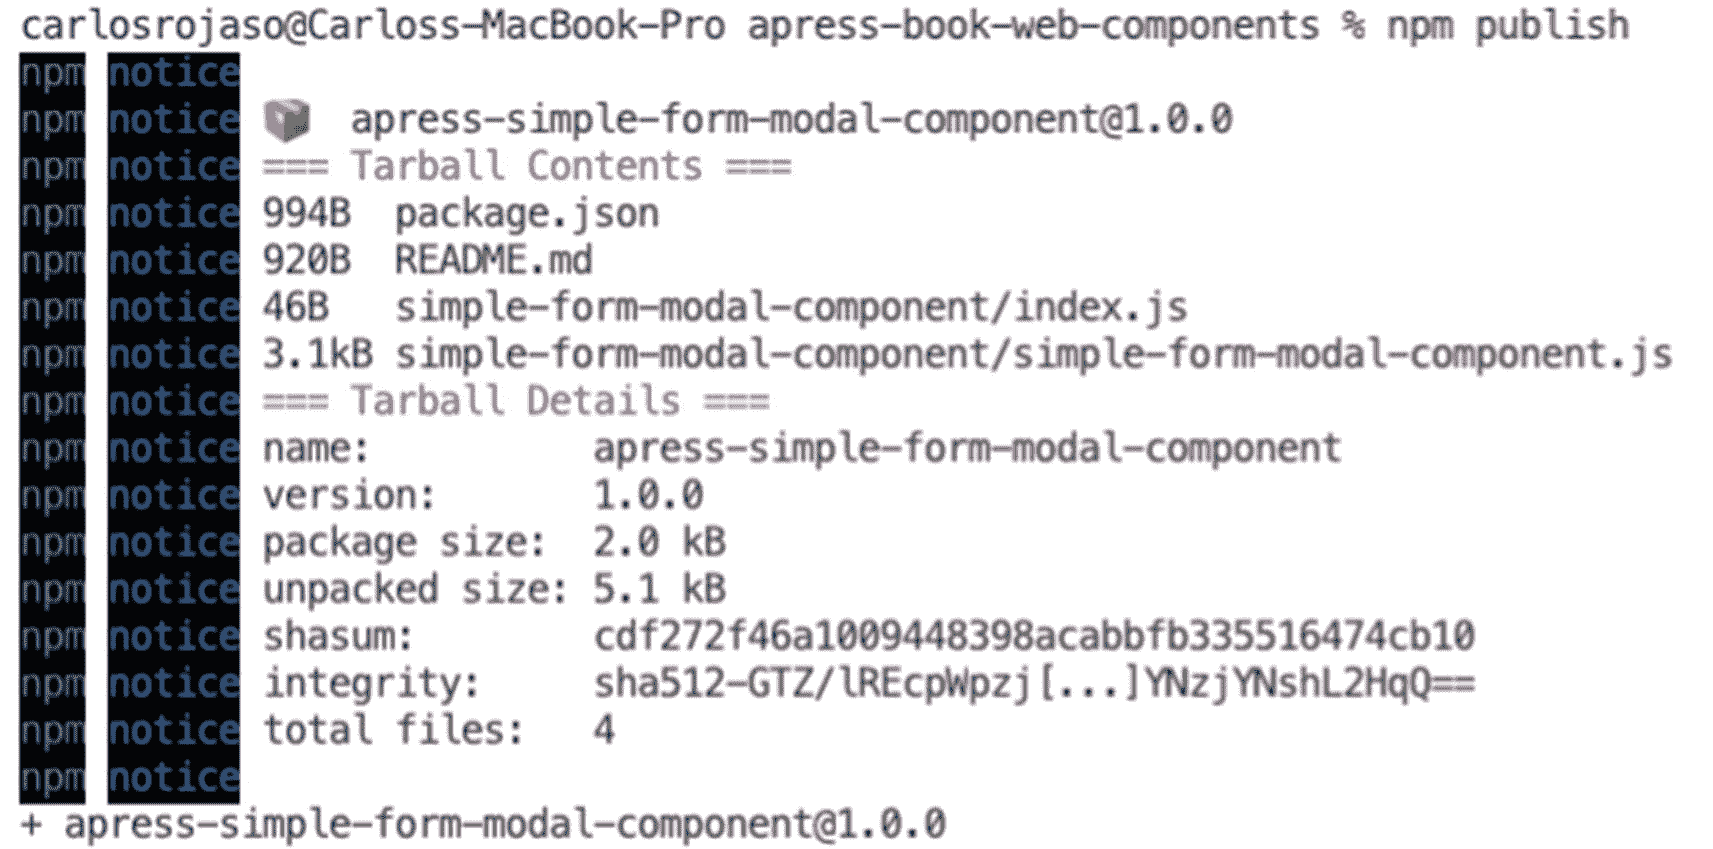 carlosrojaso@Carloss-MacBook-Pro apress-book-web-components % npm publish
npm notice
npm notice 📦  apress-simple-form-modal-component@1.0.0
npm notice === Tarball Contents ===
npm notice 994B  package.json
npm notice 920B  README.md
npm notice 46B   simple-form-modal-component/index.js
npm notice 3.1kB simple-form-modal-component/simple-form-modal-component.js
npm notice === Tarball Details ===
npm notice name:          apress-simple-form-modal-component
npm notice version:       1.0.0
npm notice package size:  2.0 kB
npm notice unpacked size: 5.1 kB
npm notice shasum:        cdf272f46a1009448398acabbfb335516474cb10
npm notice integrity:     sha512-GTZ/lREcpWpzj[...]YNzjYNshL2HqQ==
npm notice total files:   4
npm notice
+ apress-simple-form-modal-component@1.0.0